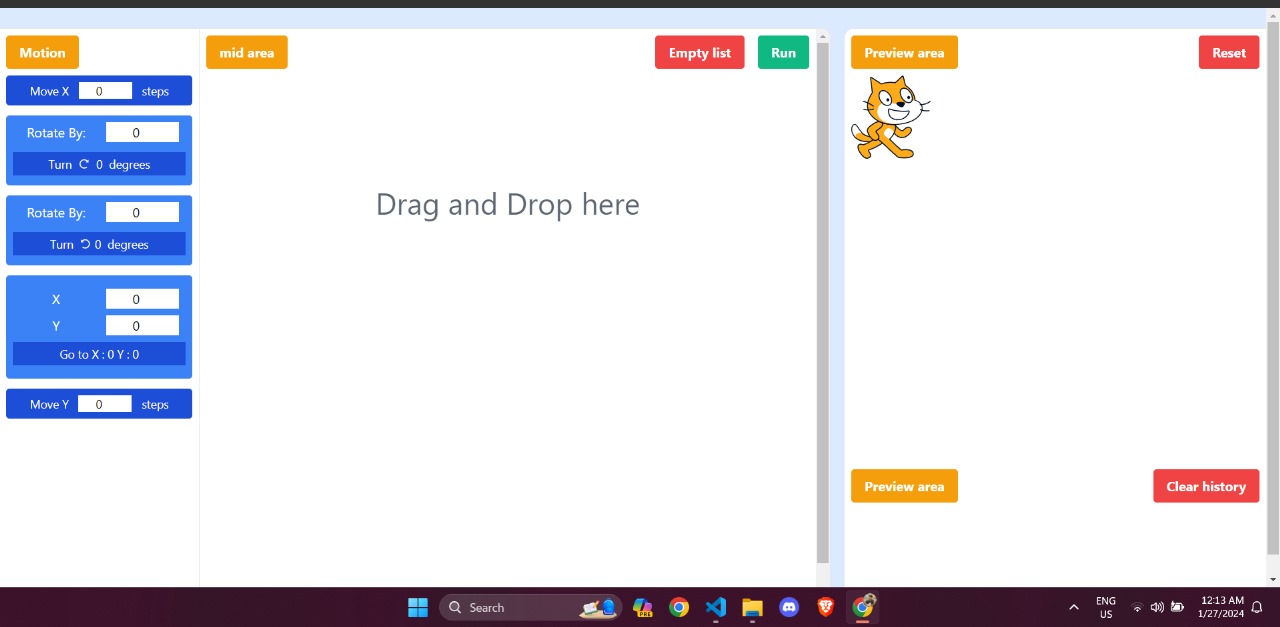 Motion
Move X 0 steps
Rotate By: 0
Turn 0 degrees
Rotate By: 0
Turn 0 degrees
X 0
Y 0
Go to X : 0 Y : 0
Move Y 0 steps
mid area
Empty list
Run
Drag and Drop here
Preview area
Reset
Preview area
Clear history
Search
PRE
ENG
US
12:13 AM
1/27/2024